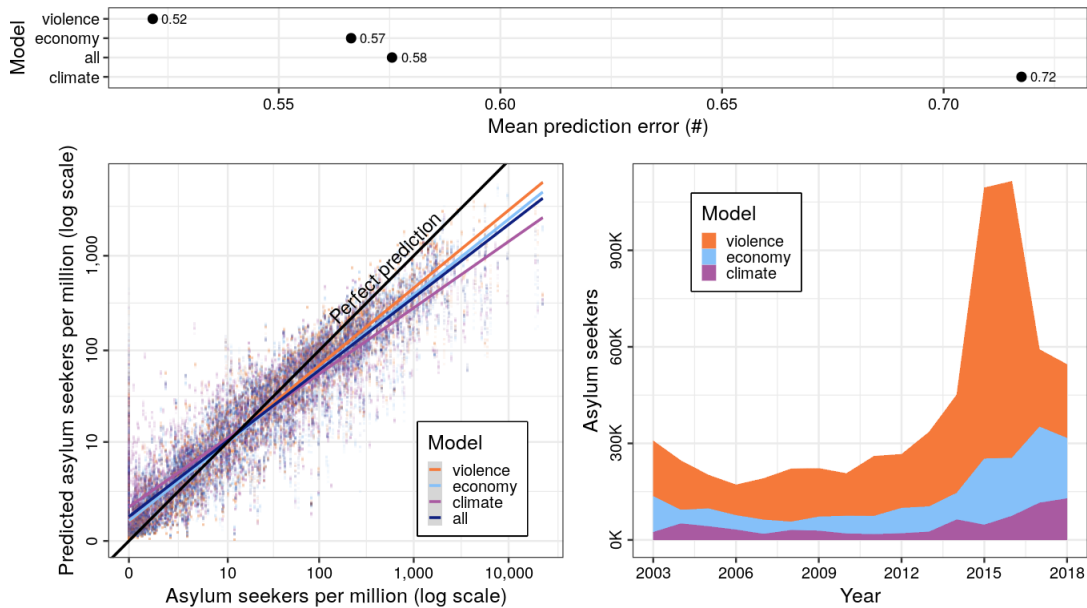 Model
violence
economy
all
climate
0.52
0.57
0.58
0.72
0.55
0.60
0.65
0.70
Mean prediction error (#)
Predicted asylum seekers per million (log scale)
1,000
100
10
0
Perfect prediction
Model
violence
economy
climate
all
0
10
100
1,000
10,000
Asylum seekers per million (log scale)
Asylum seekers
900K
600K
300K
0K
Model
violence
economy
climate
2003
2006
2009
2012
2015
2018
Year